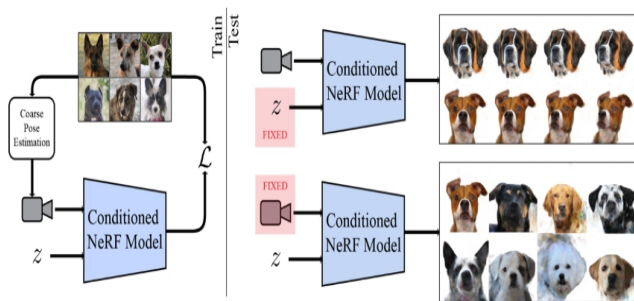 Train
Test
Coarse
Pose
Estimation
ℒ
Conditioned
NeRF Model
z
Conditioned
NeRF Model
z
FIXED
FIXED
Conditioned
NeRF Model
z